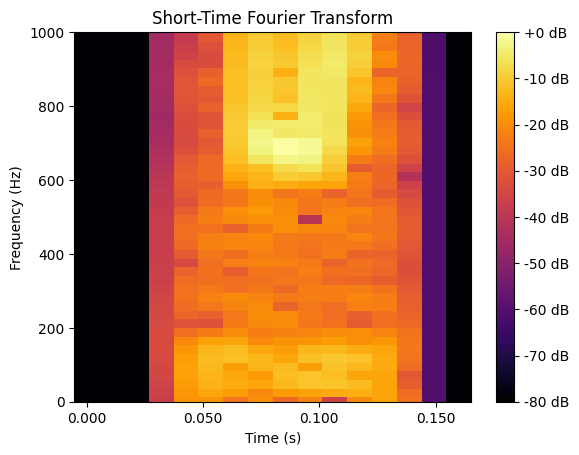 Short-Time Fourier Transform
1000
800
600
400
200
0
Frequency (Hz)
0.000
0.050
0.100
0.150
Time (s)
+0 dB
-10 dB
-20 dB
-30 dB
-40 dB
-50 dB
-60 dB
-70 dB
-80 dB